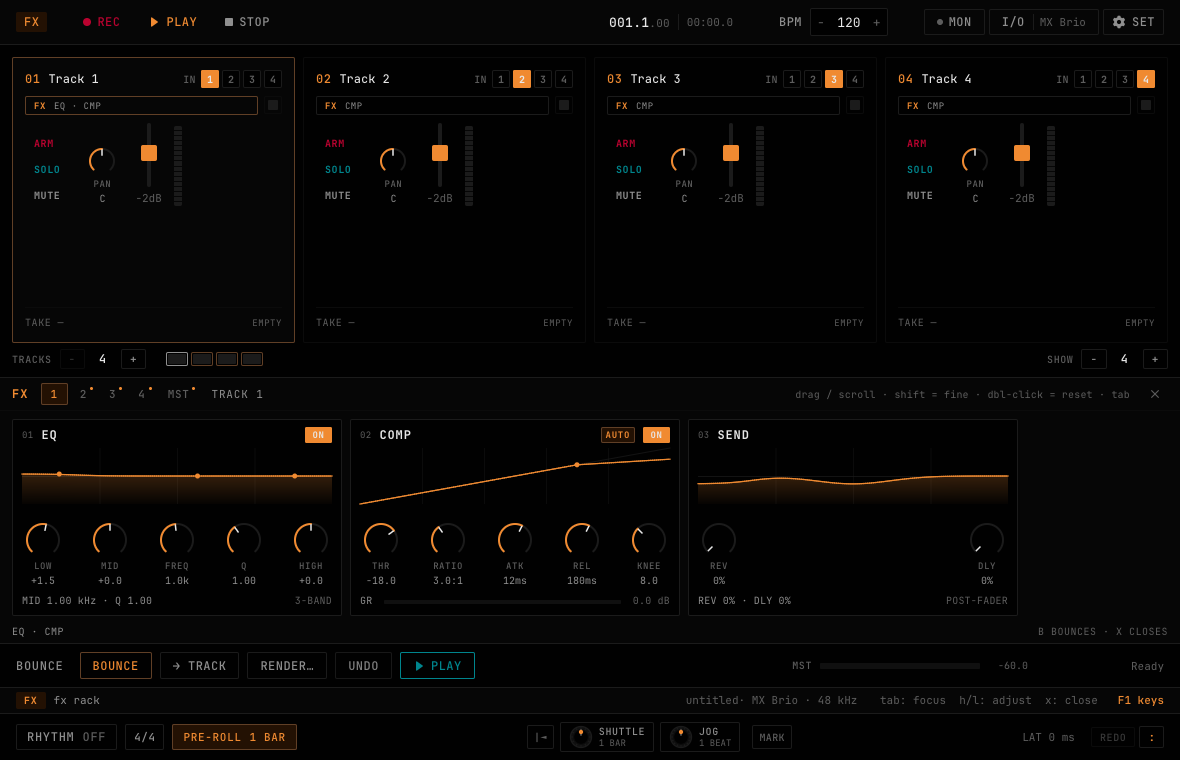 FX REC PLAY STOP 001.1.00 00:00.0 BPM - 120 + MON I/O MX Brio SET
01 Track 1 IN 1 2 3 4
FX EQ · CMP
ARM
SOLO
MUTE
PAN
C
-2dB
TAKE — EMPTY
02 Track 2 IN 1 2 3 4
FX CMP
ARM
SOLO
MUTE
PAN
C
-2dB
TAKE — EMPTY
03 Track 3 IN 1 2 3 4
FX CMP
ARM
SOLO
MUTE
PAN
C
-2dB
TAKE — EMPTY
04 Track 4 IN 1 2 3 4
FX CMP
ARM
SOLO
MUTE
PAN
C
-2dB
TAKE — EMPTY
TRACKS - 4 + SHOW - 4 +
FX 1 2 3 4 MST TRACK 1 drag / scroll · shift = fine · dbl-click = reset · tab
01 EQ ON
LOW MID FREQ Q HIGH
+1.5 +0.0 1.0k 1.00 +0.0
MID 1.00 kHz · Q 1.00 3-BAND
02 COMP AUTO ON
THR RATIO ATK REL KNEE
-18.0 3.0:1 12ms 180ms 8.0
GR 0.0 dB
03 SEND
REV DLY
0% 0%
REV 0% · DLY 0% POST-FADER
EQ · CMP B BOUNCES · X CLOSES
BOUNCE BOUNCE → TRACK RENDER… UNDO PLAY MST -60.0 Ready
FX fx rack untitled· MX Brio · 48 kHz tab: focus h/l: adjust x: close F1 keys
RHYTHM OFF 4/4 PRE-ROLL 1 BAR SHUTTLE 1 BAR JOG 1 BEAT MARK LAT 0 ms REDO :